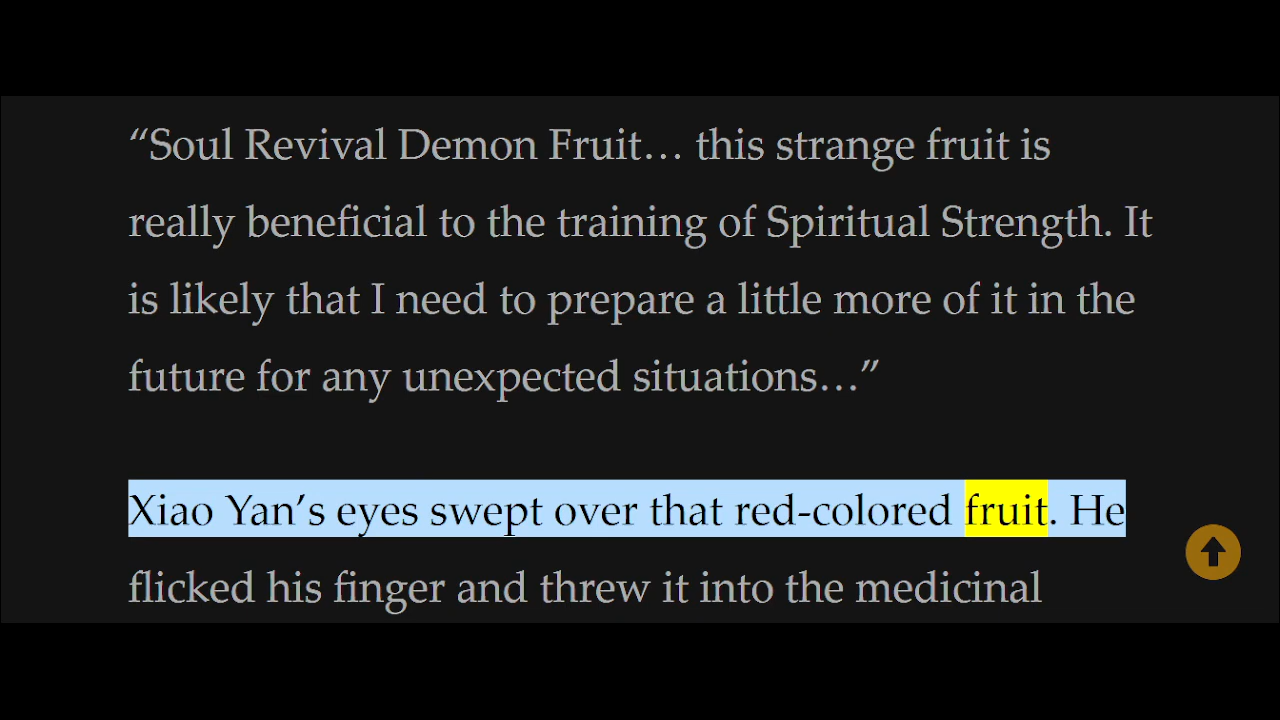 “Soul Revival Demon Fruit… this strange fruit is
really beneficial to the training of Spiritual Strength. It
is likely that I need to prepare a little more of it in the
future for any unexpected situations…”
Xiao Yan’s eyes swept over that red-colored fruit. He
flicked his finger and threw it into the medicinal